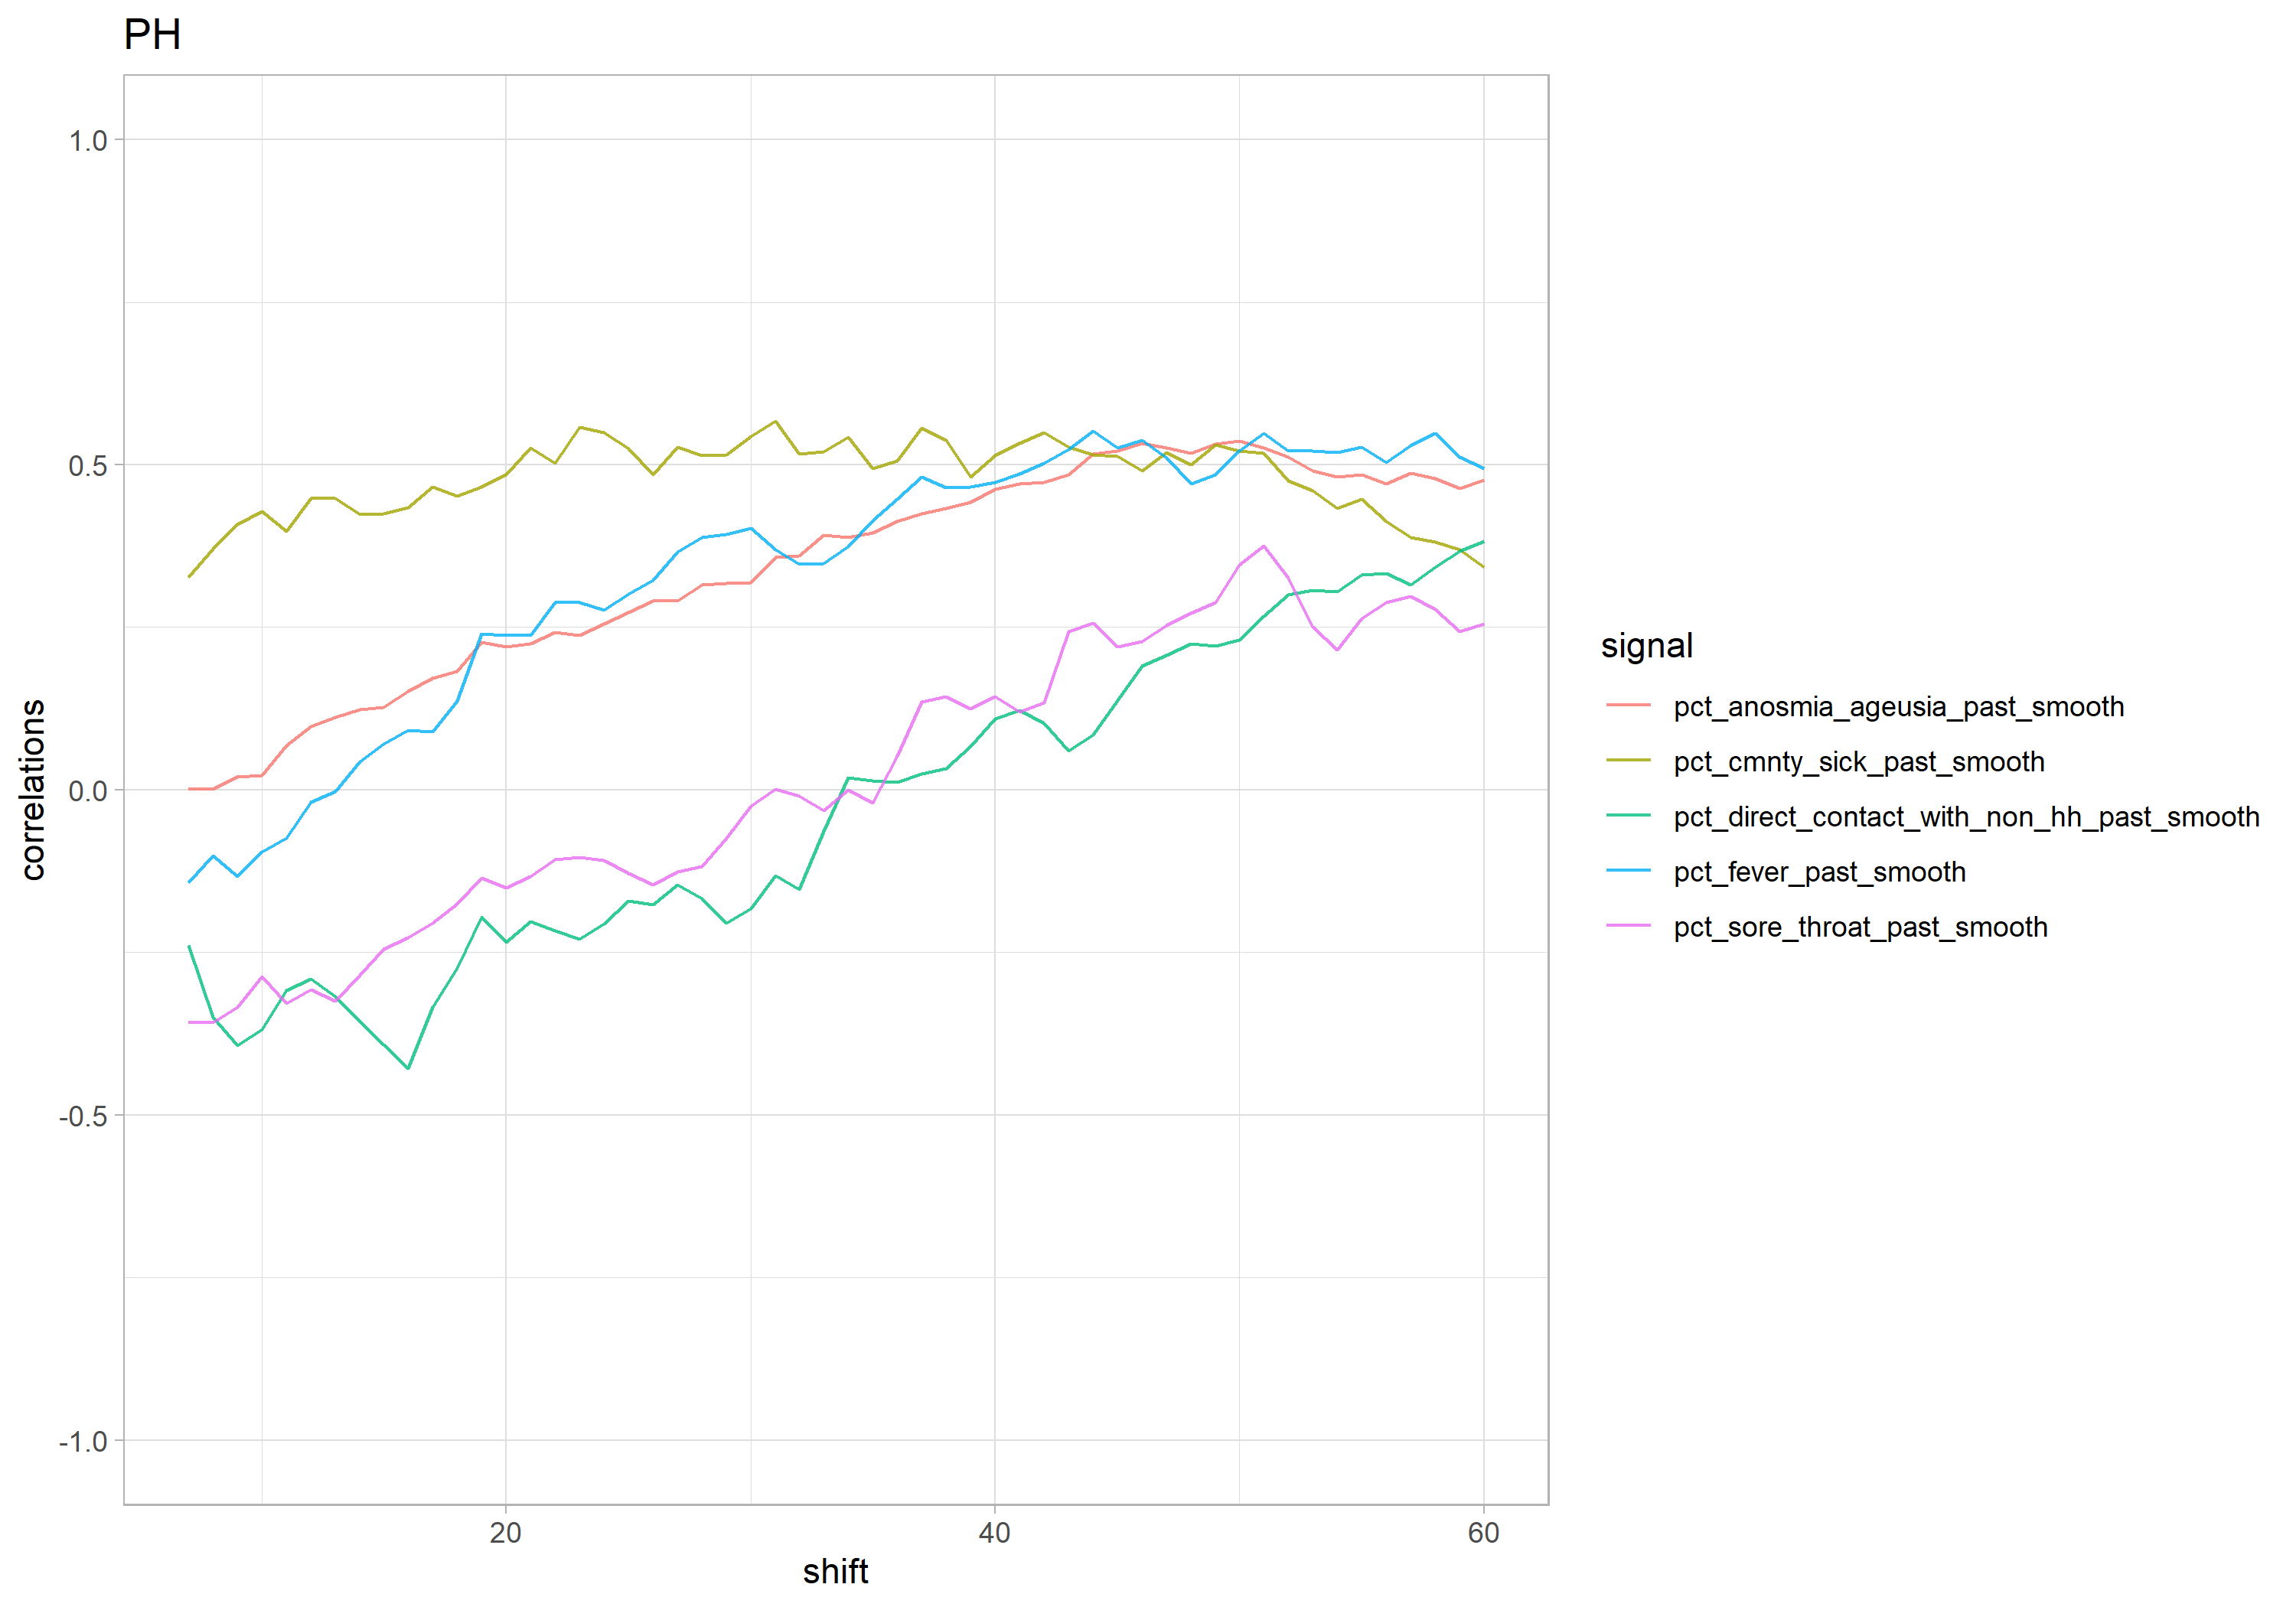 PH
1.0
0.5
0.0
-0.5
-1.0
correlations
20
40
60
shift
signal
pct_anosmia_ageusia_past_smooth
pct_cmnty_sick_past_smooth
pct_direct_contact_with_non_hh_past_smooth
pct_fever_past_smooth
pct_sore_throat_past_smooth